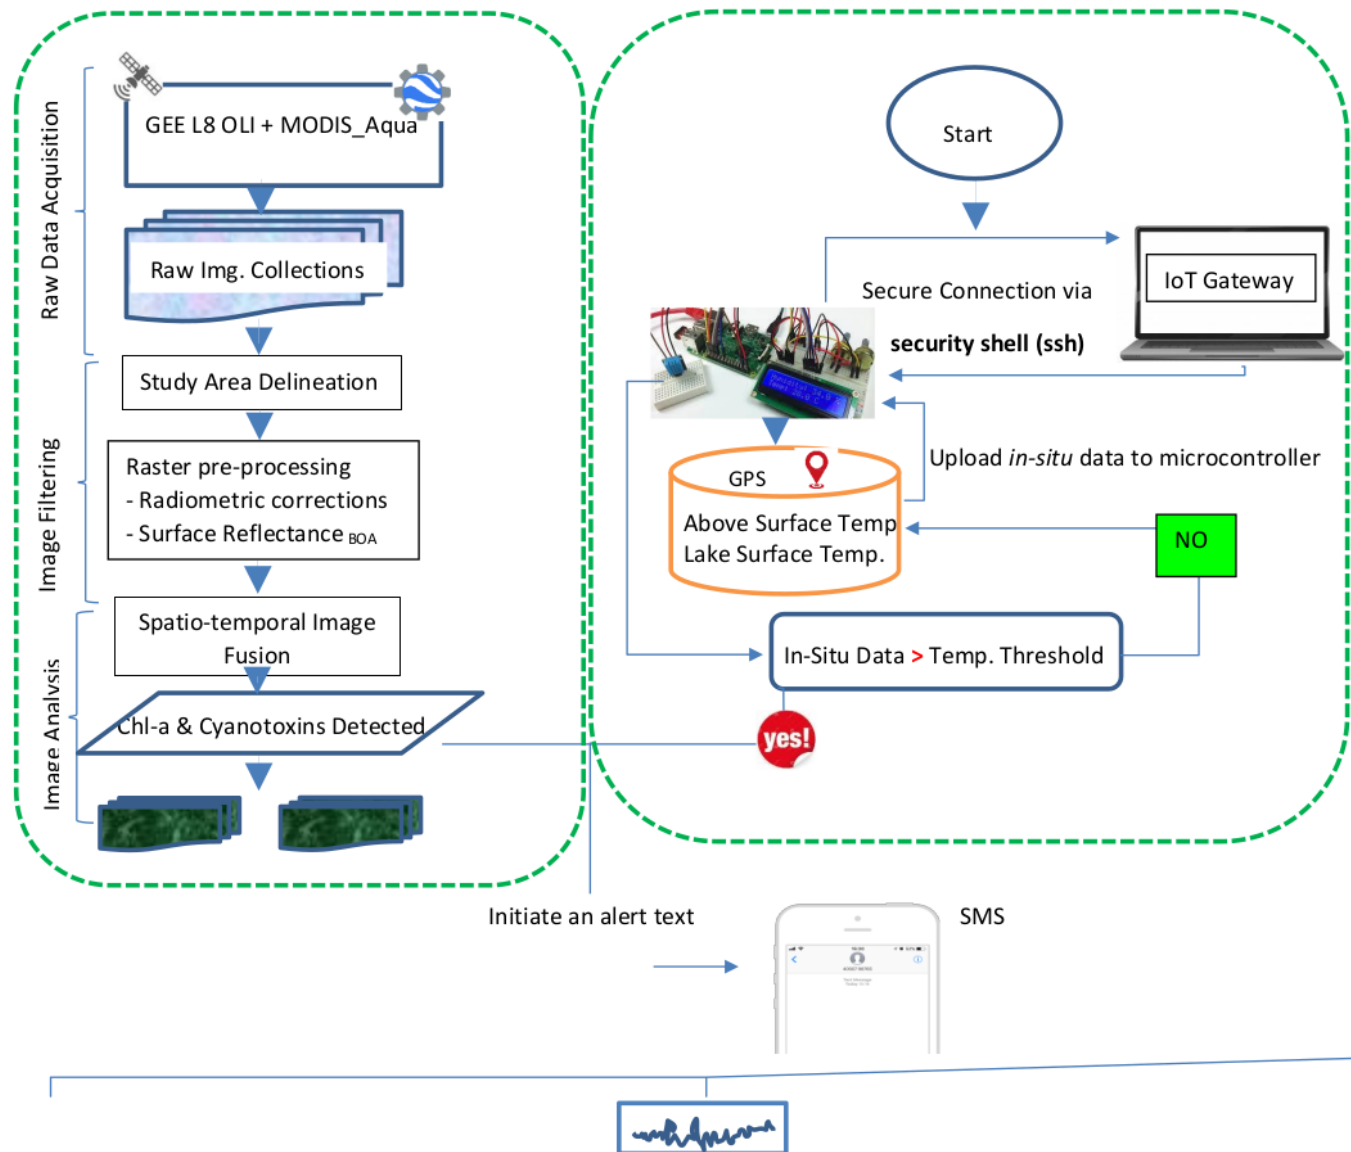 Raw Data Acquisition
GEE L8 OLI + MODIS_Aqua
Raw Img. Collections
Image Filtering
Study Area Delineation
Raster pre-processing
- Radiometric corrections
- Surface Reflectance BOA
Image Analysis
Spatio-temporal Image
Fusion
Chl-a & Cyanotoxins Detected
Start
IoT Gateway
Secure Connection via
security shell (ssh)
Upload in-situ data to microcontroller
GPS
Above Surface Temp
Lake Surface Temp.
NO
In-Situ Data > Temp. Threshold
yes!
Initiate an alert text
SMS